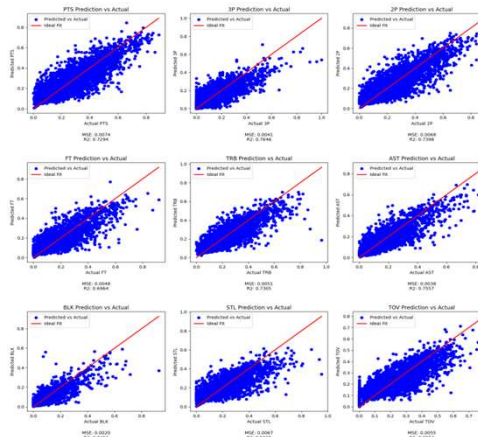 PTS Prediction vs Actual
Predicted vs Actual
Ideal Fit
Predicted PTS
Actual PTS
MSE: 0.0074
R2: 0.7294
3P Prediction vs Actual
Predicted vs Actual
Ideal Fit
Predicted 3P
Actual 3P
MSE: 0.0041
R2: 0.7646
2P Prediction vs Actual
Predicted vs Actual
Ideal Fit
Predicted 2P
Actual 2P
MSE: 0.0068
R2: 0.7398
FT Prediction vs Actual
Predicted vs Actual
Ideal Fit
Predicted FT
Actual FT
MSE: 0.0048
R2: 0.6964
TRB Prediction vs Actual
Predicted vs Actual
Ideal Fit
Predicted TRB
Actual TRB
MSE: 0.0051
R2: 0.7365
AST Prediction vs Actual
Predicted vs Actual
Ideal Fit
Predicted AST
Actual AST
MSE: 0.0038
R2: 0.7557
BLK Prediction vs Actual
Predicted vs Actual
Ideal Fit
Predicted BLK
Actual BLK
MSE: 0.0020
STL Prediction vs Actual
Predicted vs Actual
Ideal Fit
Predicted STL
Actual STL
MSE: 0.0067
TOV Prediction vs Actual
Predicted vs Actual
Ideal Fit
Predicted TOV
Actual TOV
MSE: 0.0055